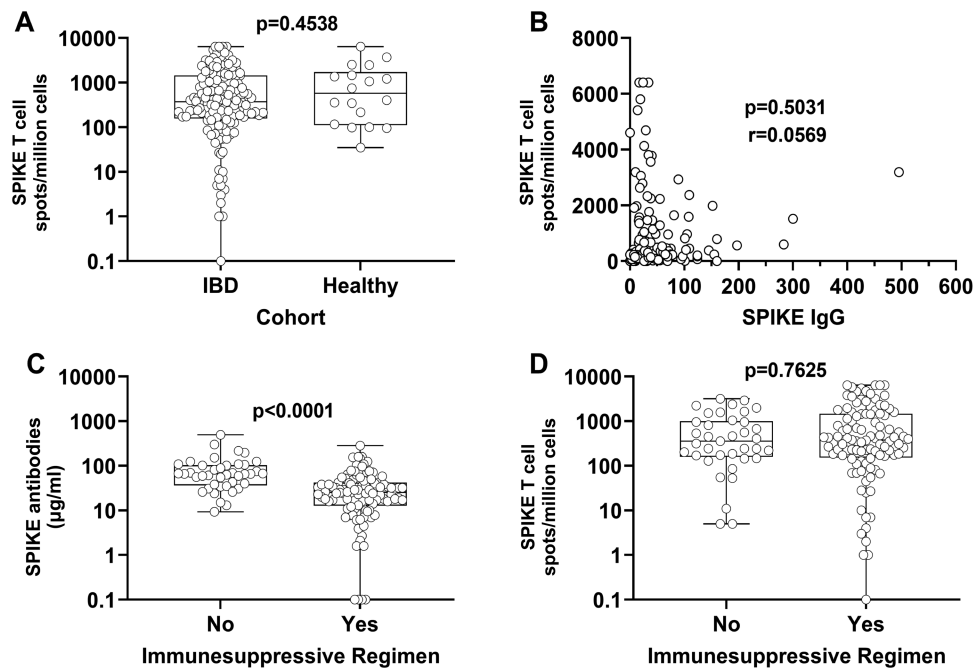 A
p=0.4538
SPIKE T cell
spots/million cells
10000
1000
100
10
1
0.1
IBD
Healthy
Cohort
B
p=0.5031
r=0.0569
SPIKE T cell
spots/million cells
8000
6000
4000
2000
0
0
100
200
300
400
500
600
SPIKE IgG
C
p<0.0001
SPIKE antibodies
(µg/ml)
10000
1000
100
10
1
0.1
No
Yes
Immunesuppressive Regimen
D
p=0.7625
SPIKE T cell
spots/million cells
10000
1000
100
10
1
0.1
No
Yes
Immunesuppressive Regimen